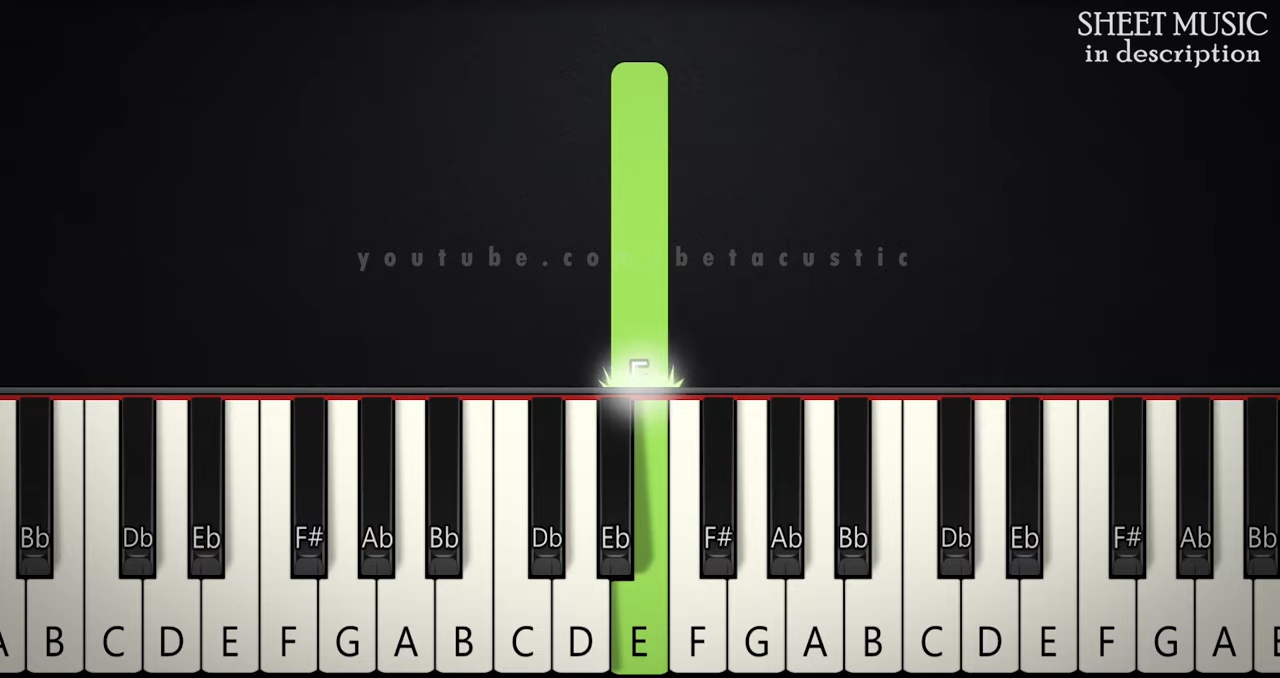 SHEET MUSIC
in description
youtube.com betacustic
E
Bb Db Eb F# Ab Bb Db Eb F# Ab Bb Db Eb F# Ab Bb
A B C D E F G A B C D E F G A B C D E F G A B